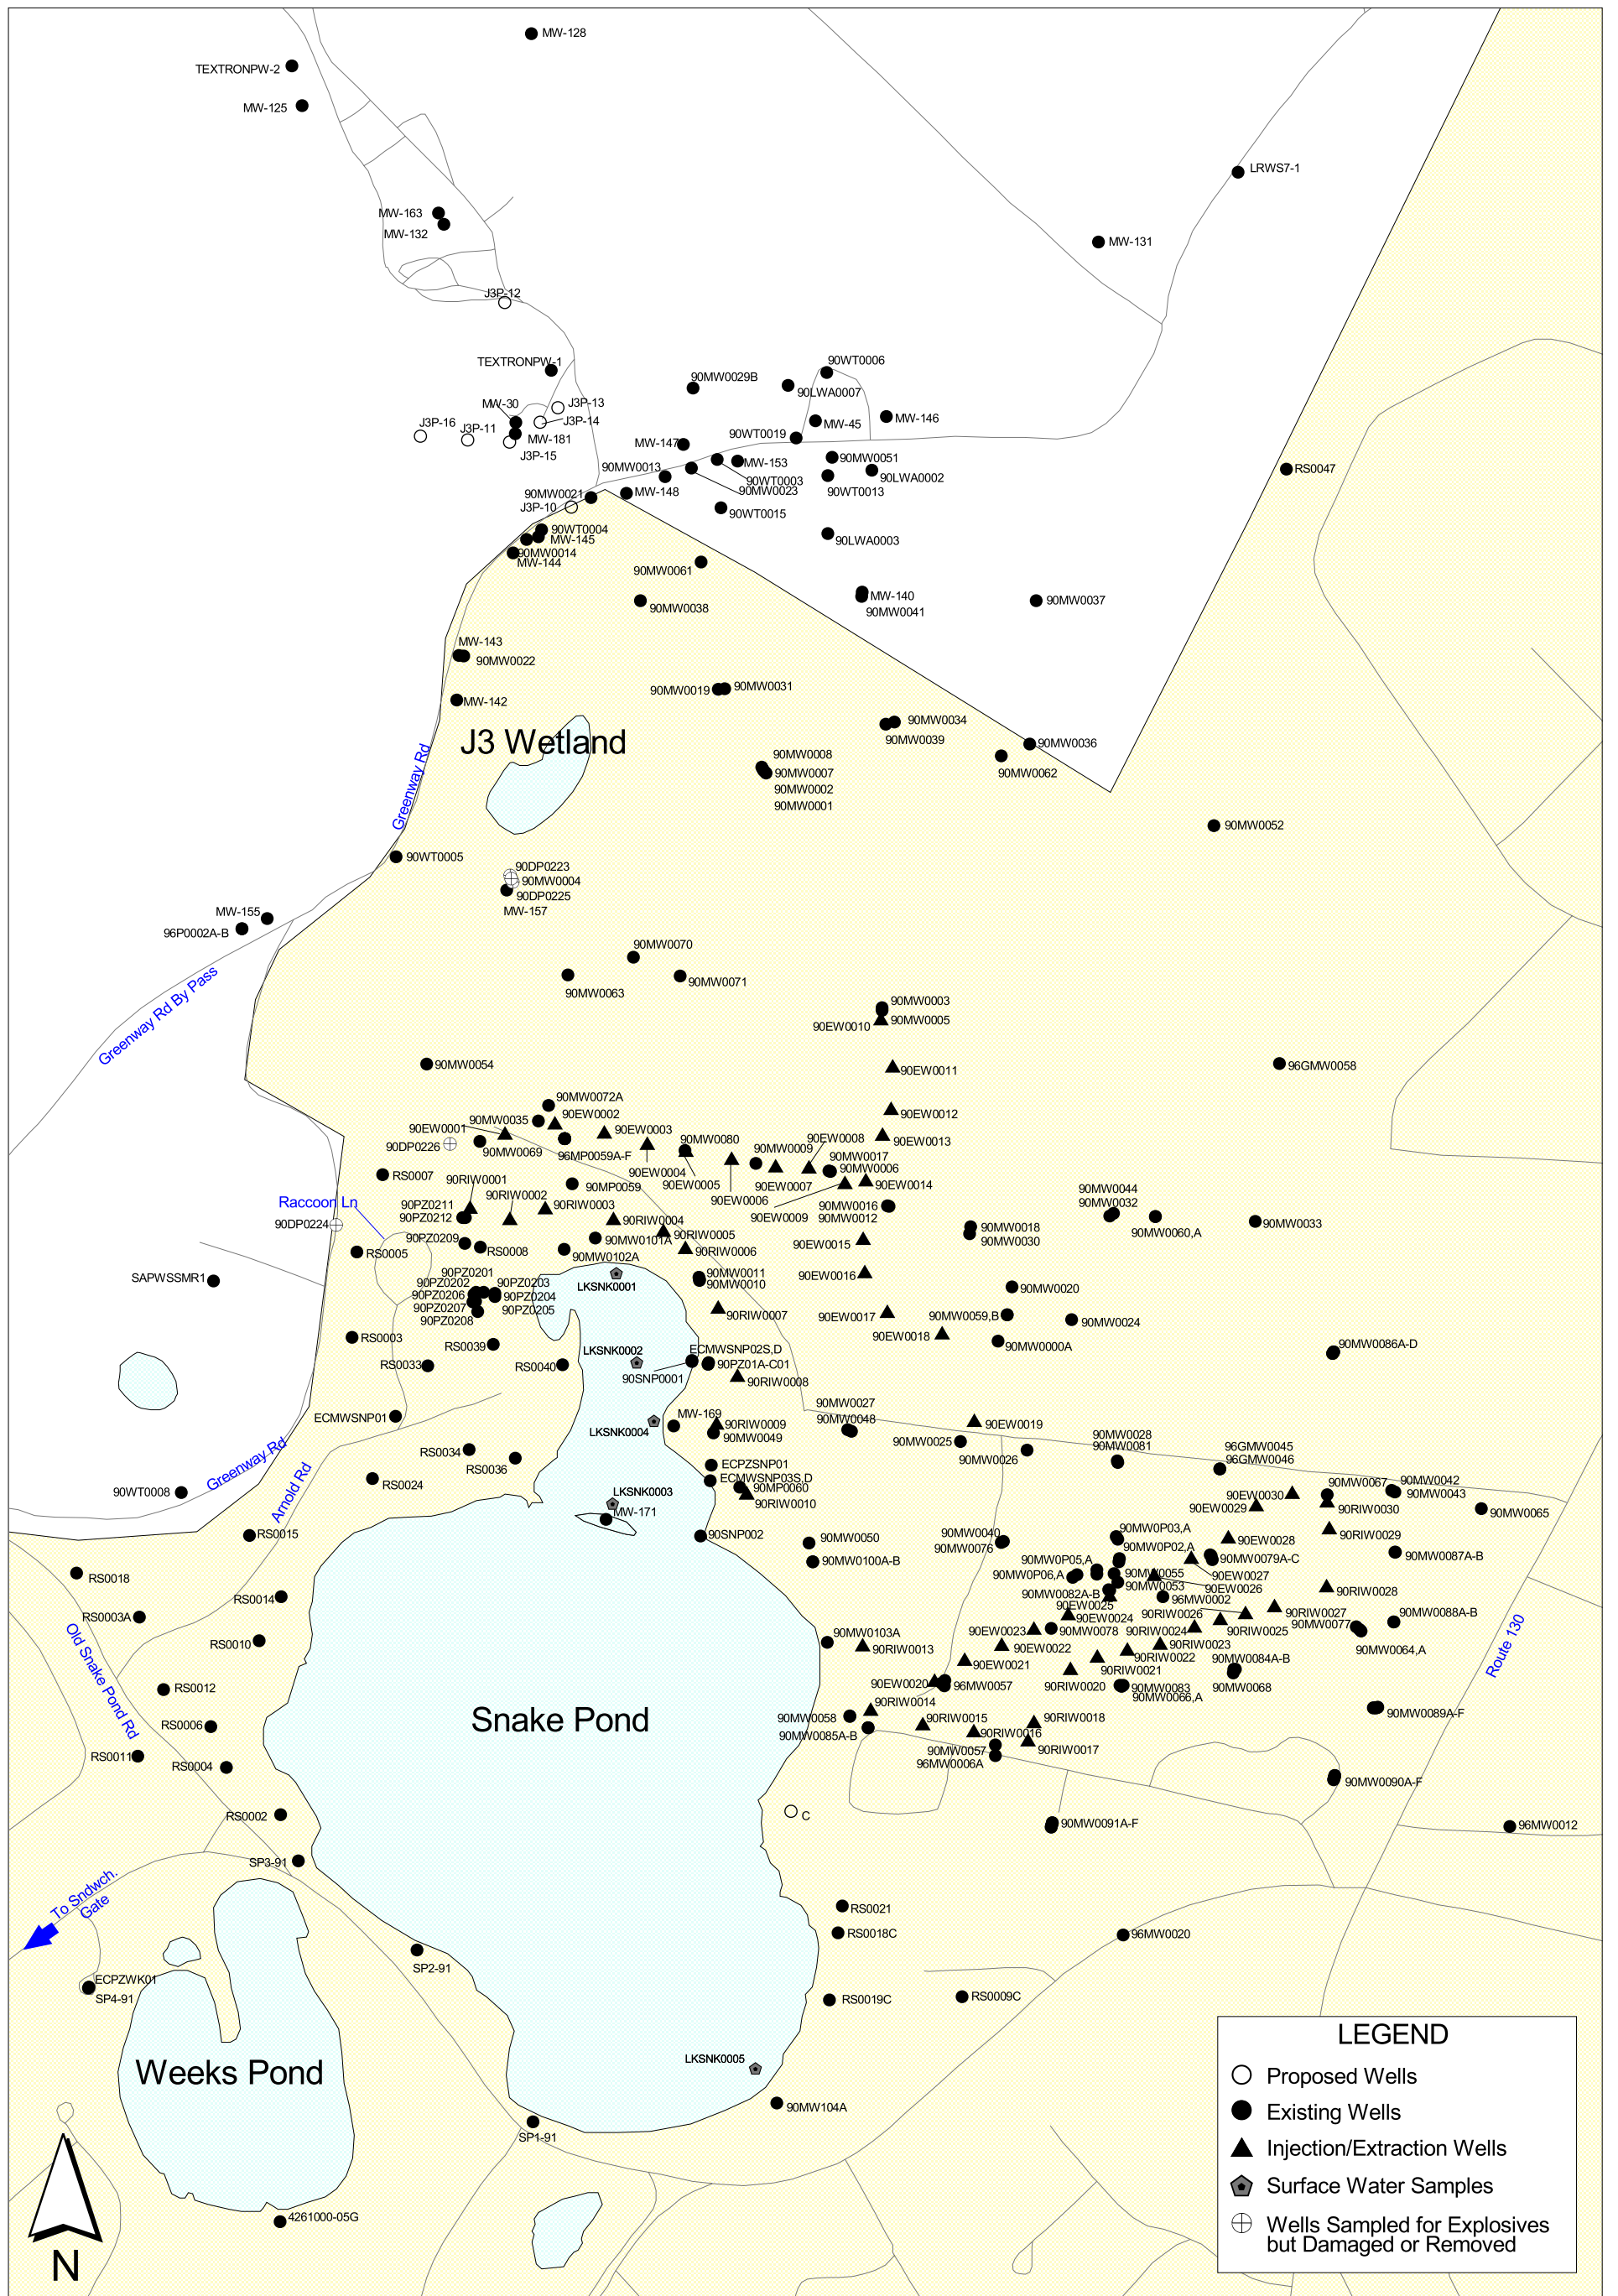 MW-128
TEXTRONPW-2
MW-125
LRWS7-1
MW-163
MW-132
MW-131
J3P-12
TEXTRONPW-1
90WT0006
90MW0029B
90LWA0007
MW-30
J3P-13
J3P-14
J3P-16
J3P-11
MW-181
J3P-15
MW-45
MW-146
90WT0019
MW-147
90MW0051
MW-153
90MW0013
90WT0003
90MW0023
90LWA0002
90WT0013
RS0047
90MW0021
MW-148
J3P-10
90WT0015
90WT0004
MW-145
90MW0014
MW-144
90LWA0003
90MW0061
MW-140
90MW0041
90MW0038
90MW0037
MW-143
90MW0022
90MW0019
90MW0031
MW-142
90MW0034
90MW0039
J3 Wetland
90MW0036
90MW0062
90MW0008
90MW0007
90MW0002
90MW0001
Greenway Rd
90MW0052
90WT0005
90DP0223
90MW0004
90DP0225
MW-157
MW-155
96P0002A-B
90MW0070
90MW0063
90MW0071
Greenway Rd By Pass
90MW0003
90MW0005
90EW0010
90MW0054
90EW0011
96GMW0058
90MW0072A
90MW0035
90EW0002
90EW0012
90EW0001
90EW0003
90EW0013
90DP0226
90MW0069
96MP0059A-F
90MW0080
90EW0008
90MW0009
90MW0017
90MW0006
90EW0004
90EW0005
90EW0007
90EW0014
RS0007
90RIW0001
90MP0059
90EW0006
90RIW0002
90RIW0003
90EW0009
90MW0016
90MW0012
90MW0044
90MW0032
Raccoon Ln
90PZ0211
90PZ0212
90RIW0004
90MW0060,A
90MW0033
90DP0224
90RIW0005
90MW0018
90MW0030
90PZ0209
RS0008
90MW0101A
90RIW0006
90EW0015
RS0005
90MW0102A
90EW0016
SAPWSSMR1
90PZ0201
90PZ0202
90PZ0203
90PZ0206
90PZ0204
90PZ0207
90PZ0205
90PZ0208
LKSNK0001
90MW0011
90MW0010
90MW0020
90RIW0007
90EW0017
90MW0059,B
90MW0024
RS0003
90EW0018
90MW0000A
RS0039
RS0033
RS0040
LKSNK0002
ECMWSNP02S,D
90PZ01A-C01
90SNP0001
90RIW0008
90MW0086A-D
ECMWSNP01
LKSNK0004
MW-169
90RIW0009
90MW0049
90MW0027
90MW0048
90EW0019
90MW0025
90MW0026
90MW0028
90MW0081
96GMW0045
96GMW0046
Greenway Rd
Arnold Rd
RS0034
RS0036
RS0024
ECPZSNP01
ECMWSNP03S,D
90MP0060
90RIW0010
90WT0008
LKSNK0003
MW-171
90MW0067
90MW0042
90MW0043
90EW0030
90EW0029
90RIW0030
90MW0065
RS0015
90SNP002
90MW0050
90MW0040
90MW0076
90MW0P03,A
90EW0028
90RIW0029
90MW0100A-B
90MW0P02,A
90MW0P05,A
90MW0079A-C
90MW0087A-B
90MW0P06,A
90MW0055
90EW0027
RS0018
90MW0053
90EW0026
90MW0082A-B
96MW0002
90RIW0028
90EW0025
RS0014
RS0003A
90EW0024
90RIW0026
90RIW0027
90MW0088A-B
90EW0023
90MW0078
90RIW0024
90RIW0025
90MW0077
90MW0064,A
RS0010
90MW0103A
90RIW0013
90EW0022
90RIW0023
Old Snake Pond Rd
90EW0021
90RIW0022
90RIW0021
90MW0084A-B
Route 130
90EW0020
96MW0057
90RIW0020
90MW0083
90MW0066,A
90MW0068
RS0012
90RIW0014
90MW0089A-F
RS0006
Snake Pond
90MW0058
90MW0085A-B
90RIW0015
90RIW0016
90RIW0018
90RIW0017
RS0011
RS0004
90MW0057
96MW0006A
90MW0090A-F
RS0002
C
90MW0091A-F
96MW0012
SP3-91
To Sndwch.
Gate
RS0021
RS0018C
96MW0020
SP2-91
ECPZWK01
SP4-91
RS0019C
RS0009C
Weeks Pond
LKSNK0005
90MW104A
SP1-91
4261000-05G
N
LEGEND
Proposed Wells
Existing Wells
Injection/Extraction Wells
Surface Water Samples
Wells Sampled for Explosives
but Damaged or Removed